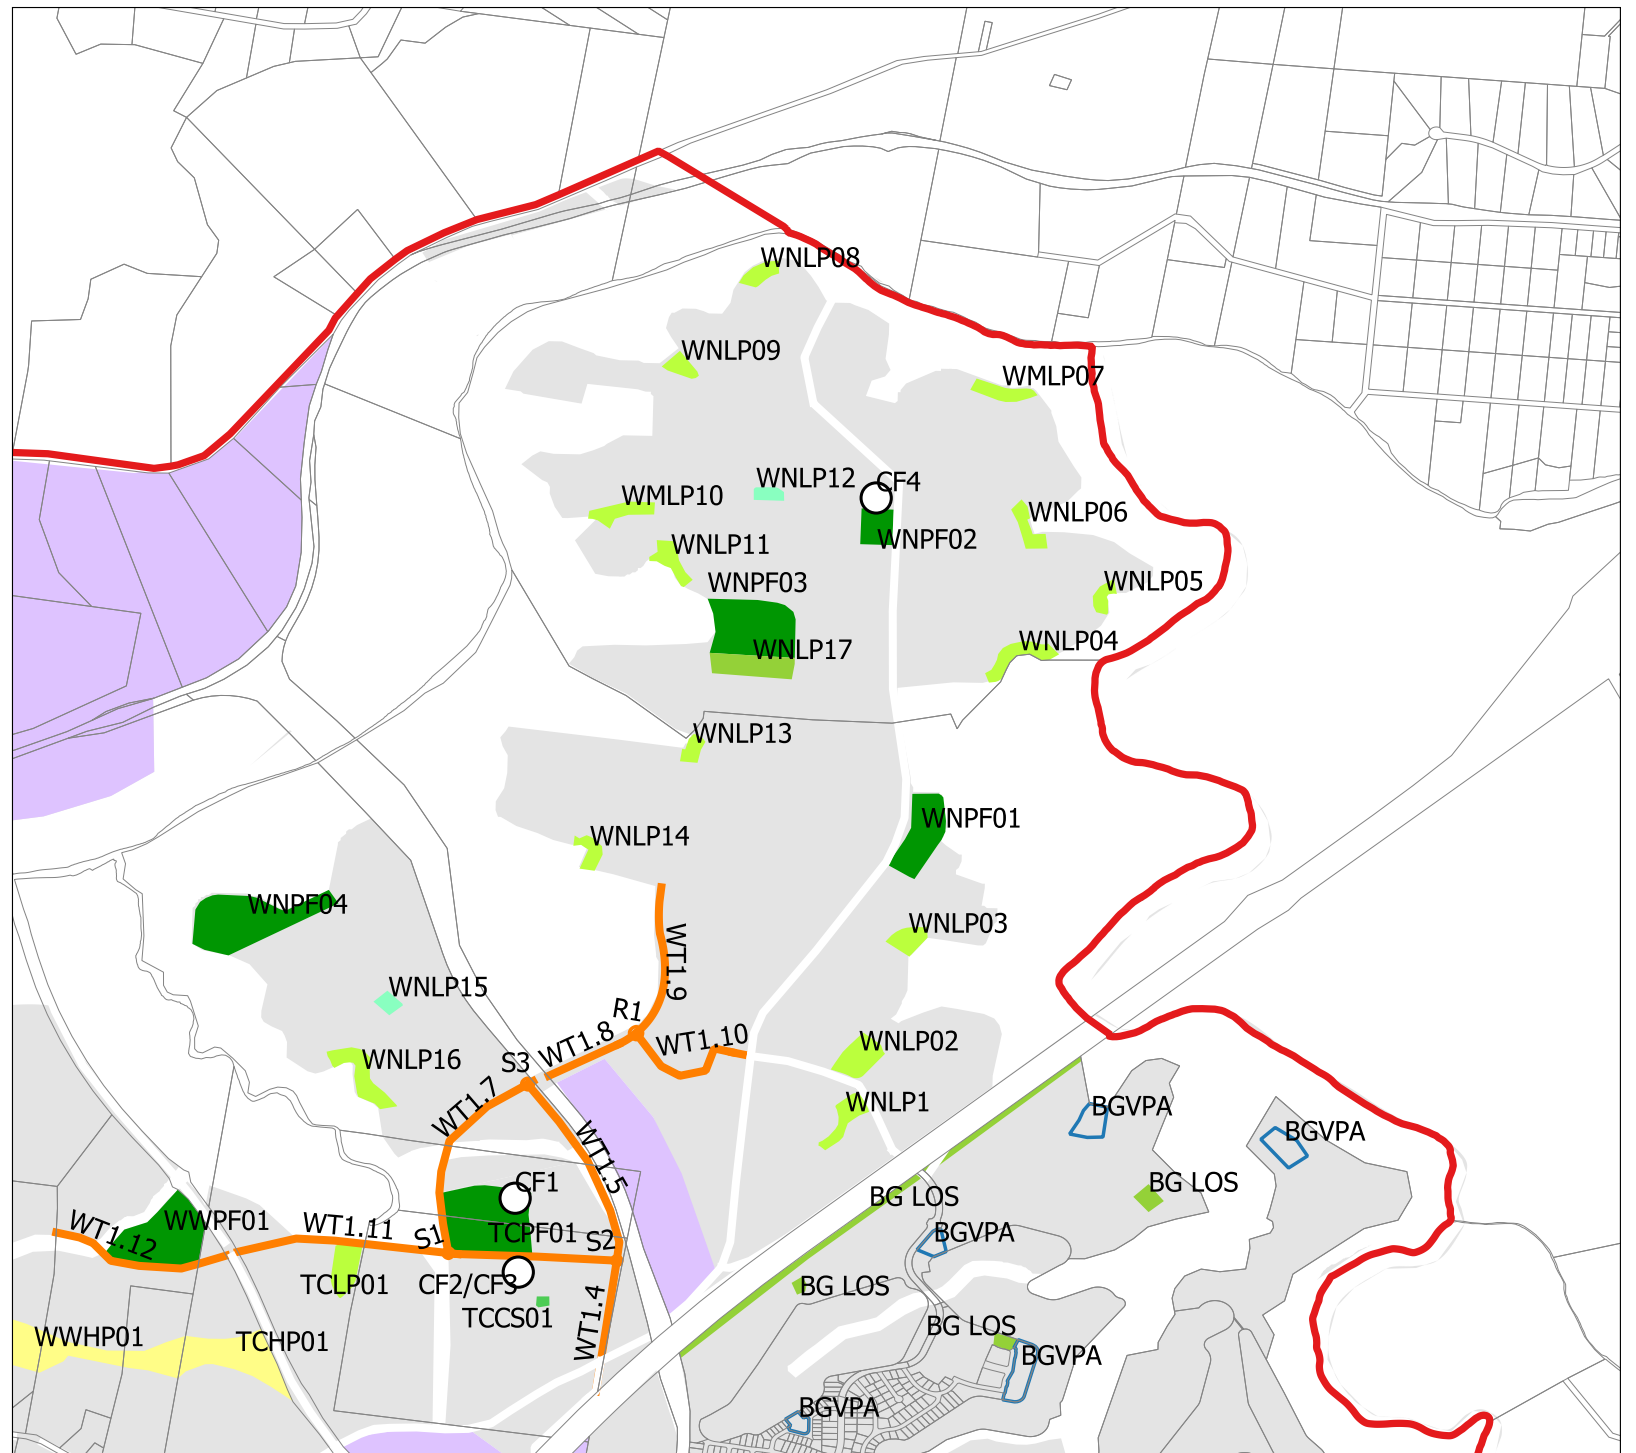 WNLP08
WNLP09
WMLP07
WNLP12
CF4
WMLP10
WNLP06
WNPF02
WNLP11
WNPF03
WNLP05
WNLP17
WNLP04
WNLP13
WNPF01
WNLP14
WNPF04
WNLP03
WT1.9
WNLP15
R1
WT1.8
WT1.10
WNLP02
WNLP16
S3
WT1.7
WNLP1
BGVPA
BGVPA
WT1.5
CF1
BG LOS
BG LOS
WWPF01
WT1.11
WT1.12
S1
TCPF01
S2
BGVPA
TCLP01
CF2/CF3
BG LOS
TCCS01
WT1.4
BG LOS
WWHP01
TCHP01
BGVPA
BGVPA